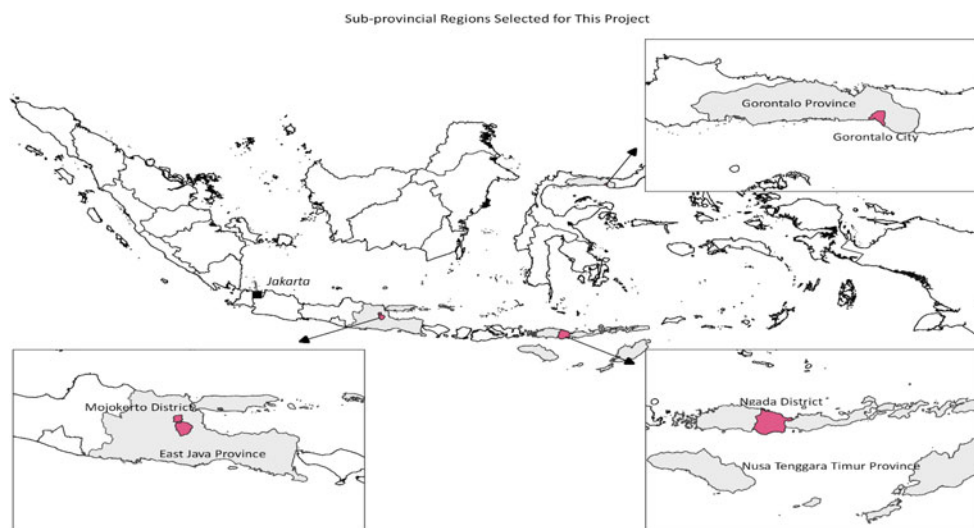 Sub-provincial Regions Selected for This Project
Gorontalo Province
Gorontalo City
Jakarta
Mojokerto District
East Java Province
Ngada District
Nusa Tenggara Timur Province